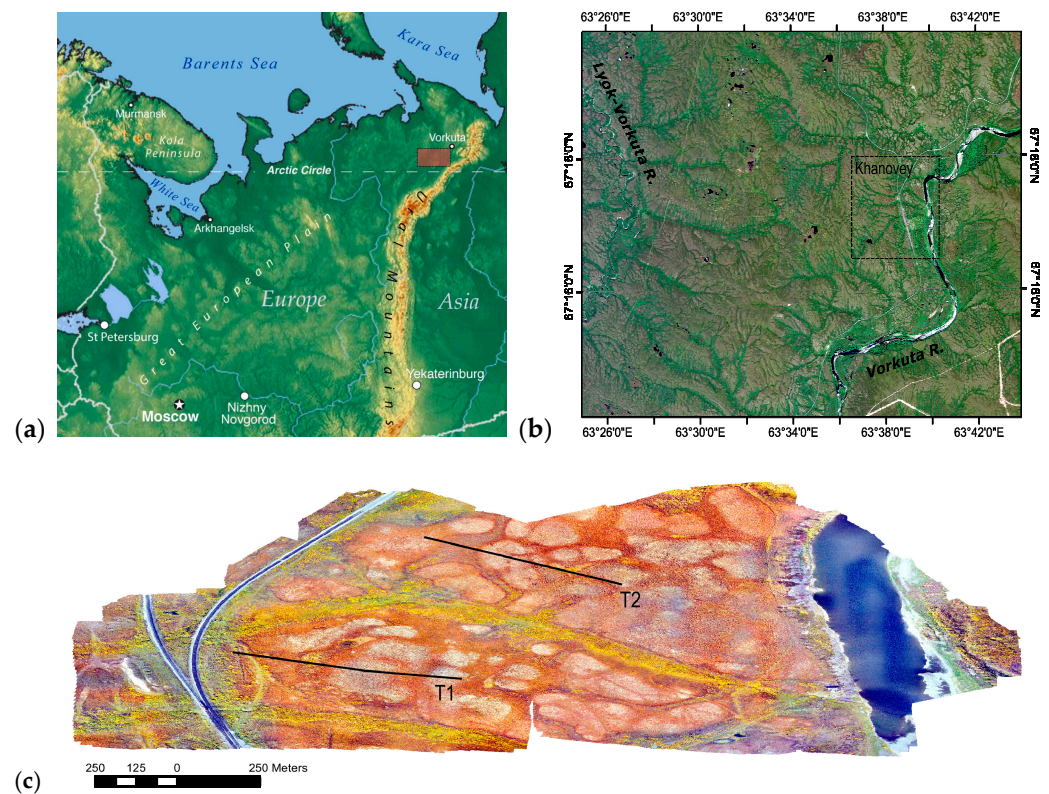 (a)
Barents Sea
Kara Sea
Murmansk
Kola
Peninsula
White Sea
Arkhangelsk
Vorkuta
Arctic Circle
Ural Mountains
Great European Plain
Europe
Asia
St Petersburg
Moscow
Nizhny
Novgorod
Yekaterinburg
(b)
63°26'0"E 63°30'0"E 63°34'0"E 63°38'0"E 63°42'0"E
Lyok-Vorkuta R.
67°16'0"N
67°16'0"N
Khanovey
67°16'0"N
67°16'0"N
Vorkuta R.
63°26'0"E 63°30'0"E 63°34'0"E 63°38'0"E 63°42'0"E
(c)
T2
T1
250 125 0 250 Meters